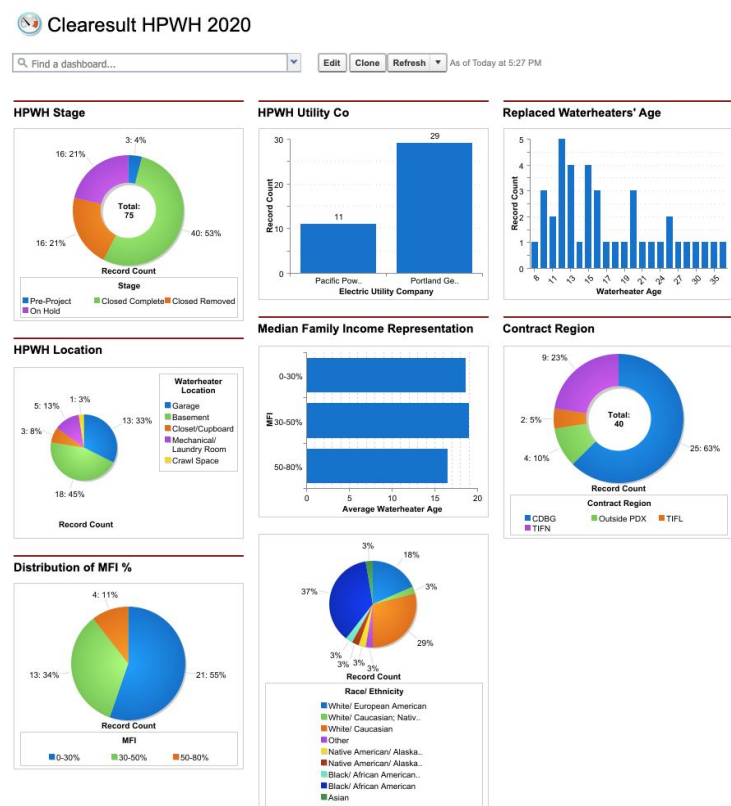 Clearesult HPWH 2020
Find a dashboard...
Edit Clone Refresh As of Today at 5:27 PM
HPWH Stage
3: 4%
16: 21%
Total:
75
40: 53%
16: 21%
Record Count
Stage
Pre-Project Closed Complete Closed Removed
On Hold
HPWH Utility Co
30
20
10
0
Record Count
11
29
Pacific Pow.. Portland Ge..
Electric Utility Company
Replaced Waterheaters' Age
5
4
3
2
1
0
Record Count
8 11 13 15 17 19 21 24 27 30 35
Waterheater Age
HPWH Location
1: 3%
5: 13%
13: 33%
3: 8%
18: 45%
Record Count
Waterheater
Location
Garage
Basement
Closet/Cupboard
Mechanical/
Laundry Room
Crawl Space
Median Family Income Representation
0-30%
MFI
30-50%
50-80%
0 5 10 15 20
Average Waterheater Age
Contract Region
9: 23%
2: 5%
Total:
40
4: 10%
25: 63%
Record Count
Contract Region
CDBG Outside PDX TIFL
TIFN
Distribution of MFI %
4: 11%
13: 34%
21: 55%
Record Count
MFI
0-30% 30-50% 50-80%
3%
18%
37%
3%
29%
3%
3% 3% 3%
Record Count
Race/ Ethnicity
White/ European American
White/ Caucasian; Nativ..
White/ Caucasian
Other
Native American/ Alaska..
Native American/ Alaska..
Black/ African American..
Black/ African American
Asian